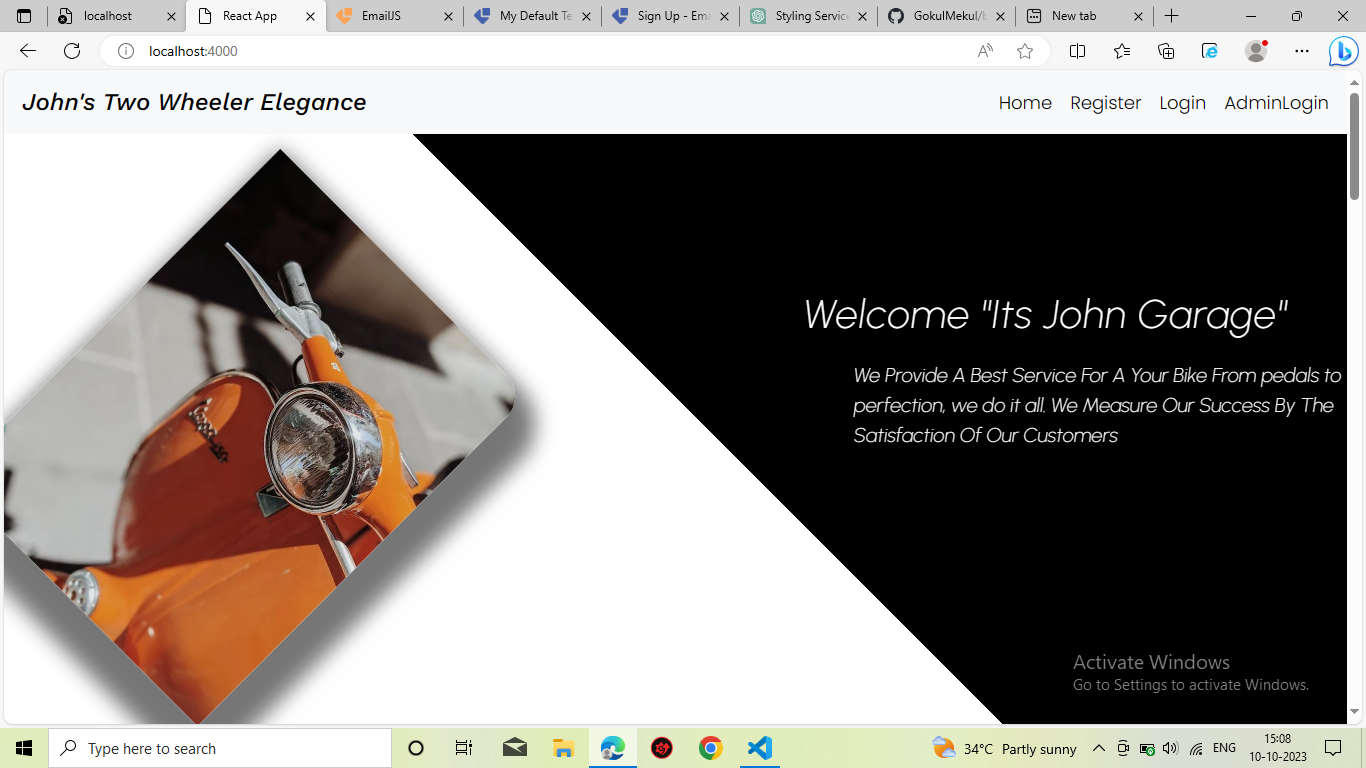 localhost
React App
EmailJS
My Default Te
Sign Up - Ema
Styling Service
GokulMekul/b
New tab
localhost:4000
John's Two Wheeler Elegance
Home
Register
Login
AdminLogin
Welcome "Its John Garage"
We Provide A Best Service For A Your Bike From pedals to
perfection, we do it all. We Measure Our Success By The
Satisfaction Of Our Customers
Activate Windows
Go to Settings to activate Windows.
Type here to search
34°C Partly sunny
ENG
15:08
10-10-2023